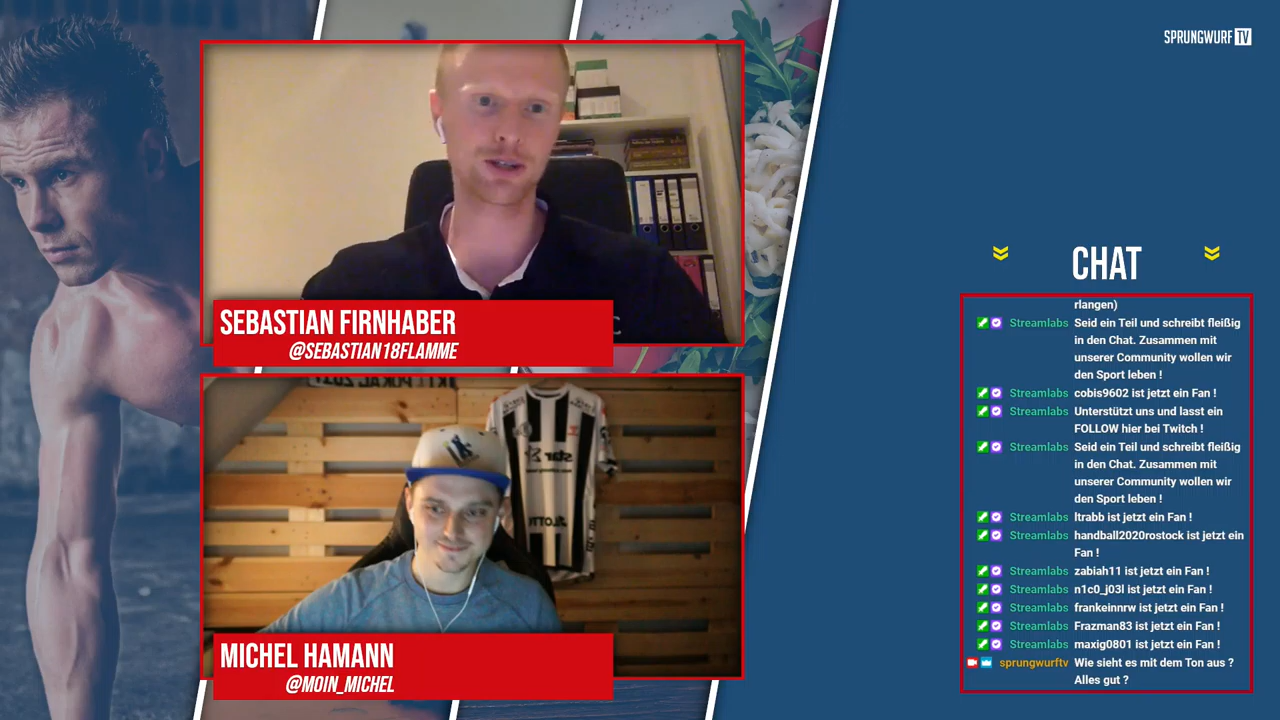 SPRUNGWURF TV
SEBASTIAN FIRNHABER
@SEBASTIAN18FLAMME
MICHEL HAMANN
@MOIN_MICHEL
CHAT
rlangen)
Streamlabs Seid ein Teil und schreibt fleißig
in den Chat. Zusammen mit
unserer Community wollen wir
den Sport leben !
Streamlabs cobis9602 ist jetzt ein Fan !
Streamlabs Unterstützt uns und lasst ein
FOLLOW hier bei Twitch !
Streamlabs Seid ein Teil und schreibt fleißig
in den Chat. Zusammen mit
unserer Community wollen wir
den Sport leben !
Streamlabs ltrabb ist jetzt ein Fan !
Streamlabs handball2020rostock ist jetzt ein
Fan !
Streamlabs zabiah11 ist jetzt ein Fan !
Streamlabs n1c0_j03l ist jetzt ein Fan !
Streamlabs frankeinnrw ist jetzt ein Fan !
Streamlabs Frazman83 ist jetzt ein Fan !
Streamlabs maxig0801 ist jetzt ein Fan !
sprungwurftv Wie sieht es mit dem Ton aus ?
Alles gut ?